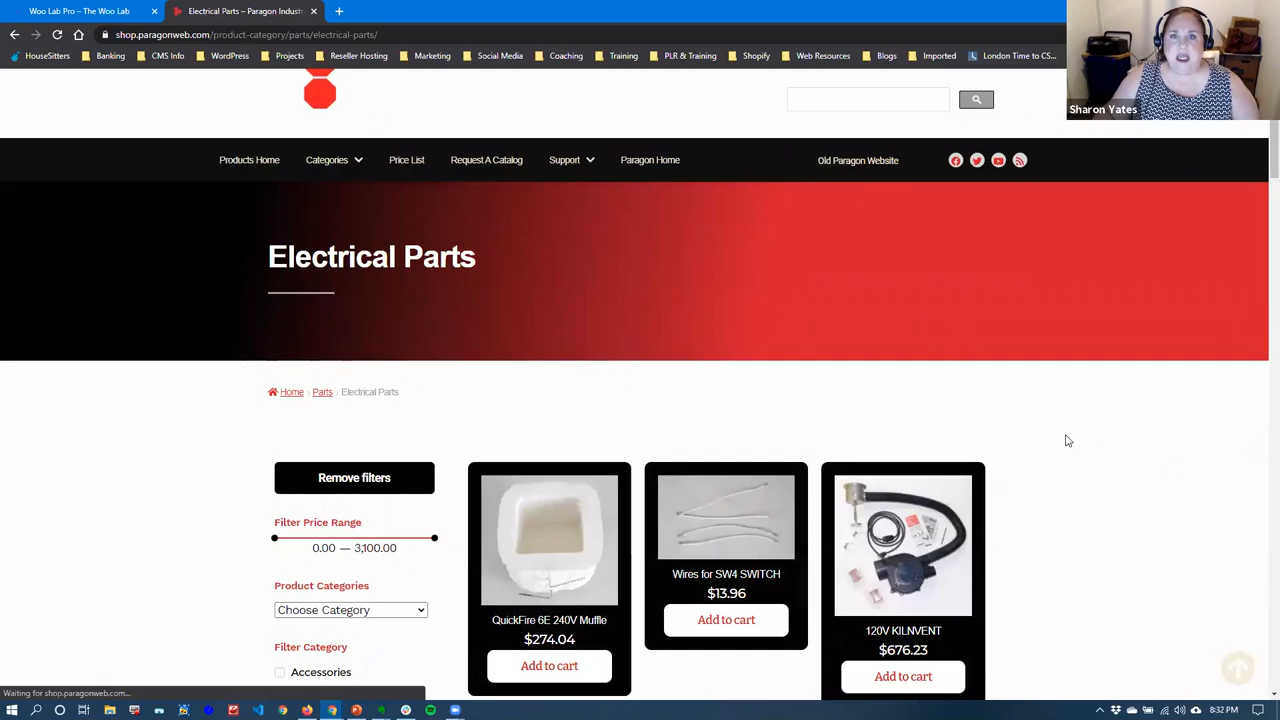 Woo Lab Pro – The Woo Lab
Electrical Parts – Paragon Industr
shop.paragonweb.com/product-category/parts/electrical-parts/
HouseSitters Banking CMS Info WordPress Projects Reseller Hosting Marketing Social Media Coaching Training PLR & Training Shopify Web Resources Blogs Imported London Time to CS...
Sharon Yates
Products Home Categories Price List Request A Catalog Support Paragon Home Old Paragon Website
Electrical Parts
Home › Parts › Electrical Parts
Remove filters
Filter Price Range
0.00 — 3,100.00
Product Categories
Choose Category
Filter Category
Accessories
QuickFire 6E 240V Muffle
$274.04
Add to cart
Wires for SW4 SWITCH
$13.96
Add to cart
120V KILNVENT
$676.23
Add to cart
Waiting for shop.paragonweb.com...
8:32 PM